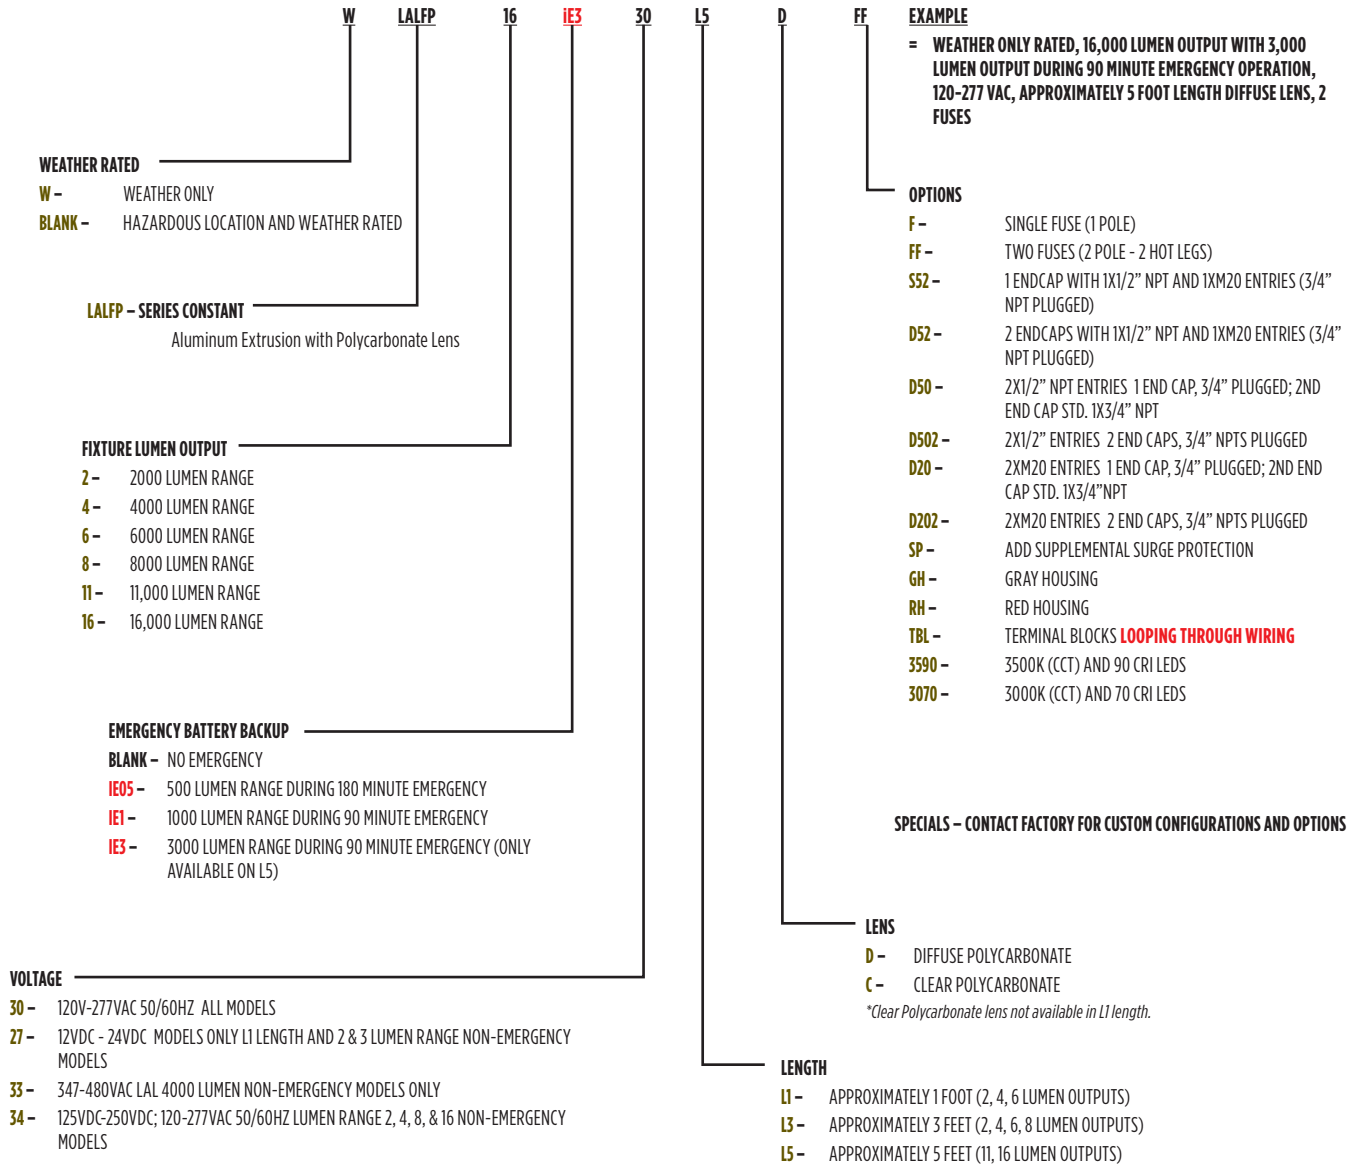 W LALFP 16 iE3 30 L5 D FF EXAMPLE
= WEATHER ONLY RATED, 16,000 LUMEN OUTPUT WITH 3,000
LUMEN OUTPUT DURING 90 MINUTE EMERGENCY OPERATION,
120-277 VAC, APPROXIMATELY 5 FOOT LENGTH DIFFUSE LENS, 2
FUSES
WEATHER RATED
W – WEATHER ONLY
BLANK – HAZARDOUS LOCATION AND WEATHER RATED
LALFP – SERIES CONSTANT
Aluminum Extrusion with Polycarbonate Lens
FIXTURE LUMEN OUTPUT
2 – 2000 LUMEN RANGE
4 – 4000 LUMEN RANGE
6 – 6000 LUMEN RANGE
8 – 8000 LUMEN RANGE
11 – 11,000 LUMEN RANGE
16 – 16,000 LUMEN RANGE
EMERGENCY BATTERY BACKUP
BLANK – NO EMERGENCY
IE05 – 500 LUMEN RANGE DURING 180 MINUTE EMERGENCY
IE1 – 1000 LUMEN RANGE DURING 90 MINUTE EMERGENCY
IE3 – 3000 LUMEN RANGE DURING 90 MINUTE EMERGENCY (ONLY
AVAILABLE ON L5)
VOLTAGE
30 – 120V-277VAC 50/60HZ ALL MODELS
27 – 12VDC - 24VDC MODELS ONLY L1 LENGTH AND 2 & 3 LUMEN RANGE NON-EMERGENCY
MODELS
33 – 347-480VAC LAL 4000 LUMEN NON-EMERGENCY MODELS ONLY
34 – 125VDC-250VDC; 120-277VAC 50/60HZ LUMEN RANGE 2, 4, 8, & 16 NON-EMERGENCY
MODELS
OPTIONS
F – SINGLE FUSE (1 POLE)
FF – TWO FUSES (2 POLE - 2 HOT LEGS)
S52 – 1 ENDCAP WITH 1X1/2” NPT AND 1XM20 ENTRIES (3/4”
NPT PLUGGED)
D52 – 2 ENDCAPS WITH 1X1/2” NPT AND 1XM20 ENTRIES (3/4”
NPT PLUGGED)
D50 – 2X1/2” NPT ENTRIES 1 END CAP, 3/4” PLUGGED; 2ND
END CAP STD. 1X3/4” NPT
D502 – 2X1/2” ENTRIES 2 END CAPS, 3/4” NPTS PLUGGED
D20 – 2XM20 ENTRIES 1 END CAP, 3/4” PLUGGED; 2ND END
CAP STD. 1X3/4”NPT
D202 – 2XM20 ENTRIES 2 END CAPS, 3/4” NPTS PLUGGED
SP – ADD SUPPLEMENTAL SURGE PROTECTION
GH – GRAY HOUSING
RH – RED HOUSING
TBL – TERMINAL BLOCKS LOOPING THROUGH WIRING
3590 – 3500K (CCT) AND 90 CRI LEDS
3070 – 3000K (CCT) AND 70 CRI LEDS
SPECIALS – CONTACT FACTORY FOR CUSTOM CONFIGURATIONS AND OPTIONS
LENS
D – DIFFUSE POLYCARBONATE
C – CLEAR POLYCARBONATE
*Clear Polycarbonate lens not available in L1 length.
LENGTH
L1 – APPROXIMATELY 1 FOOT (2, 4, 6 LUMEN OUTPUTS)
L3 – APPROXIMATELY 3 FEET (2, 4, 6, 8 LUMEN OUTPUTS)
L5 – APPROXIMATELY 5 FEET (11, 16 LUMEN OUTPUTS)